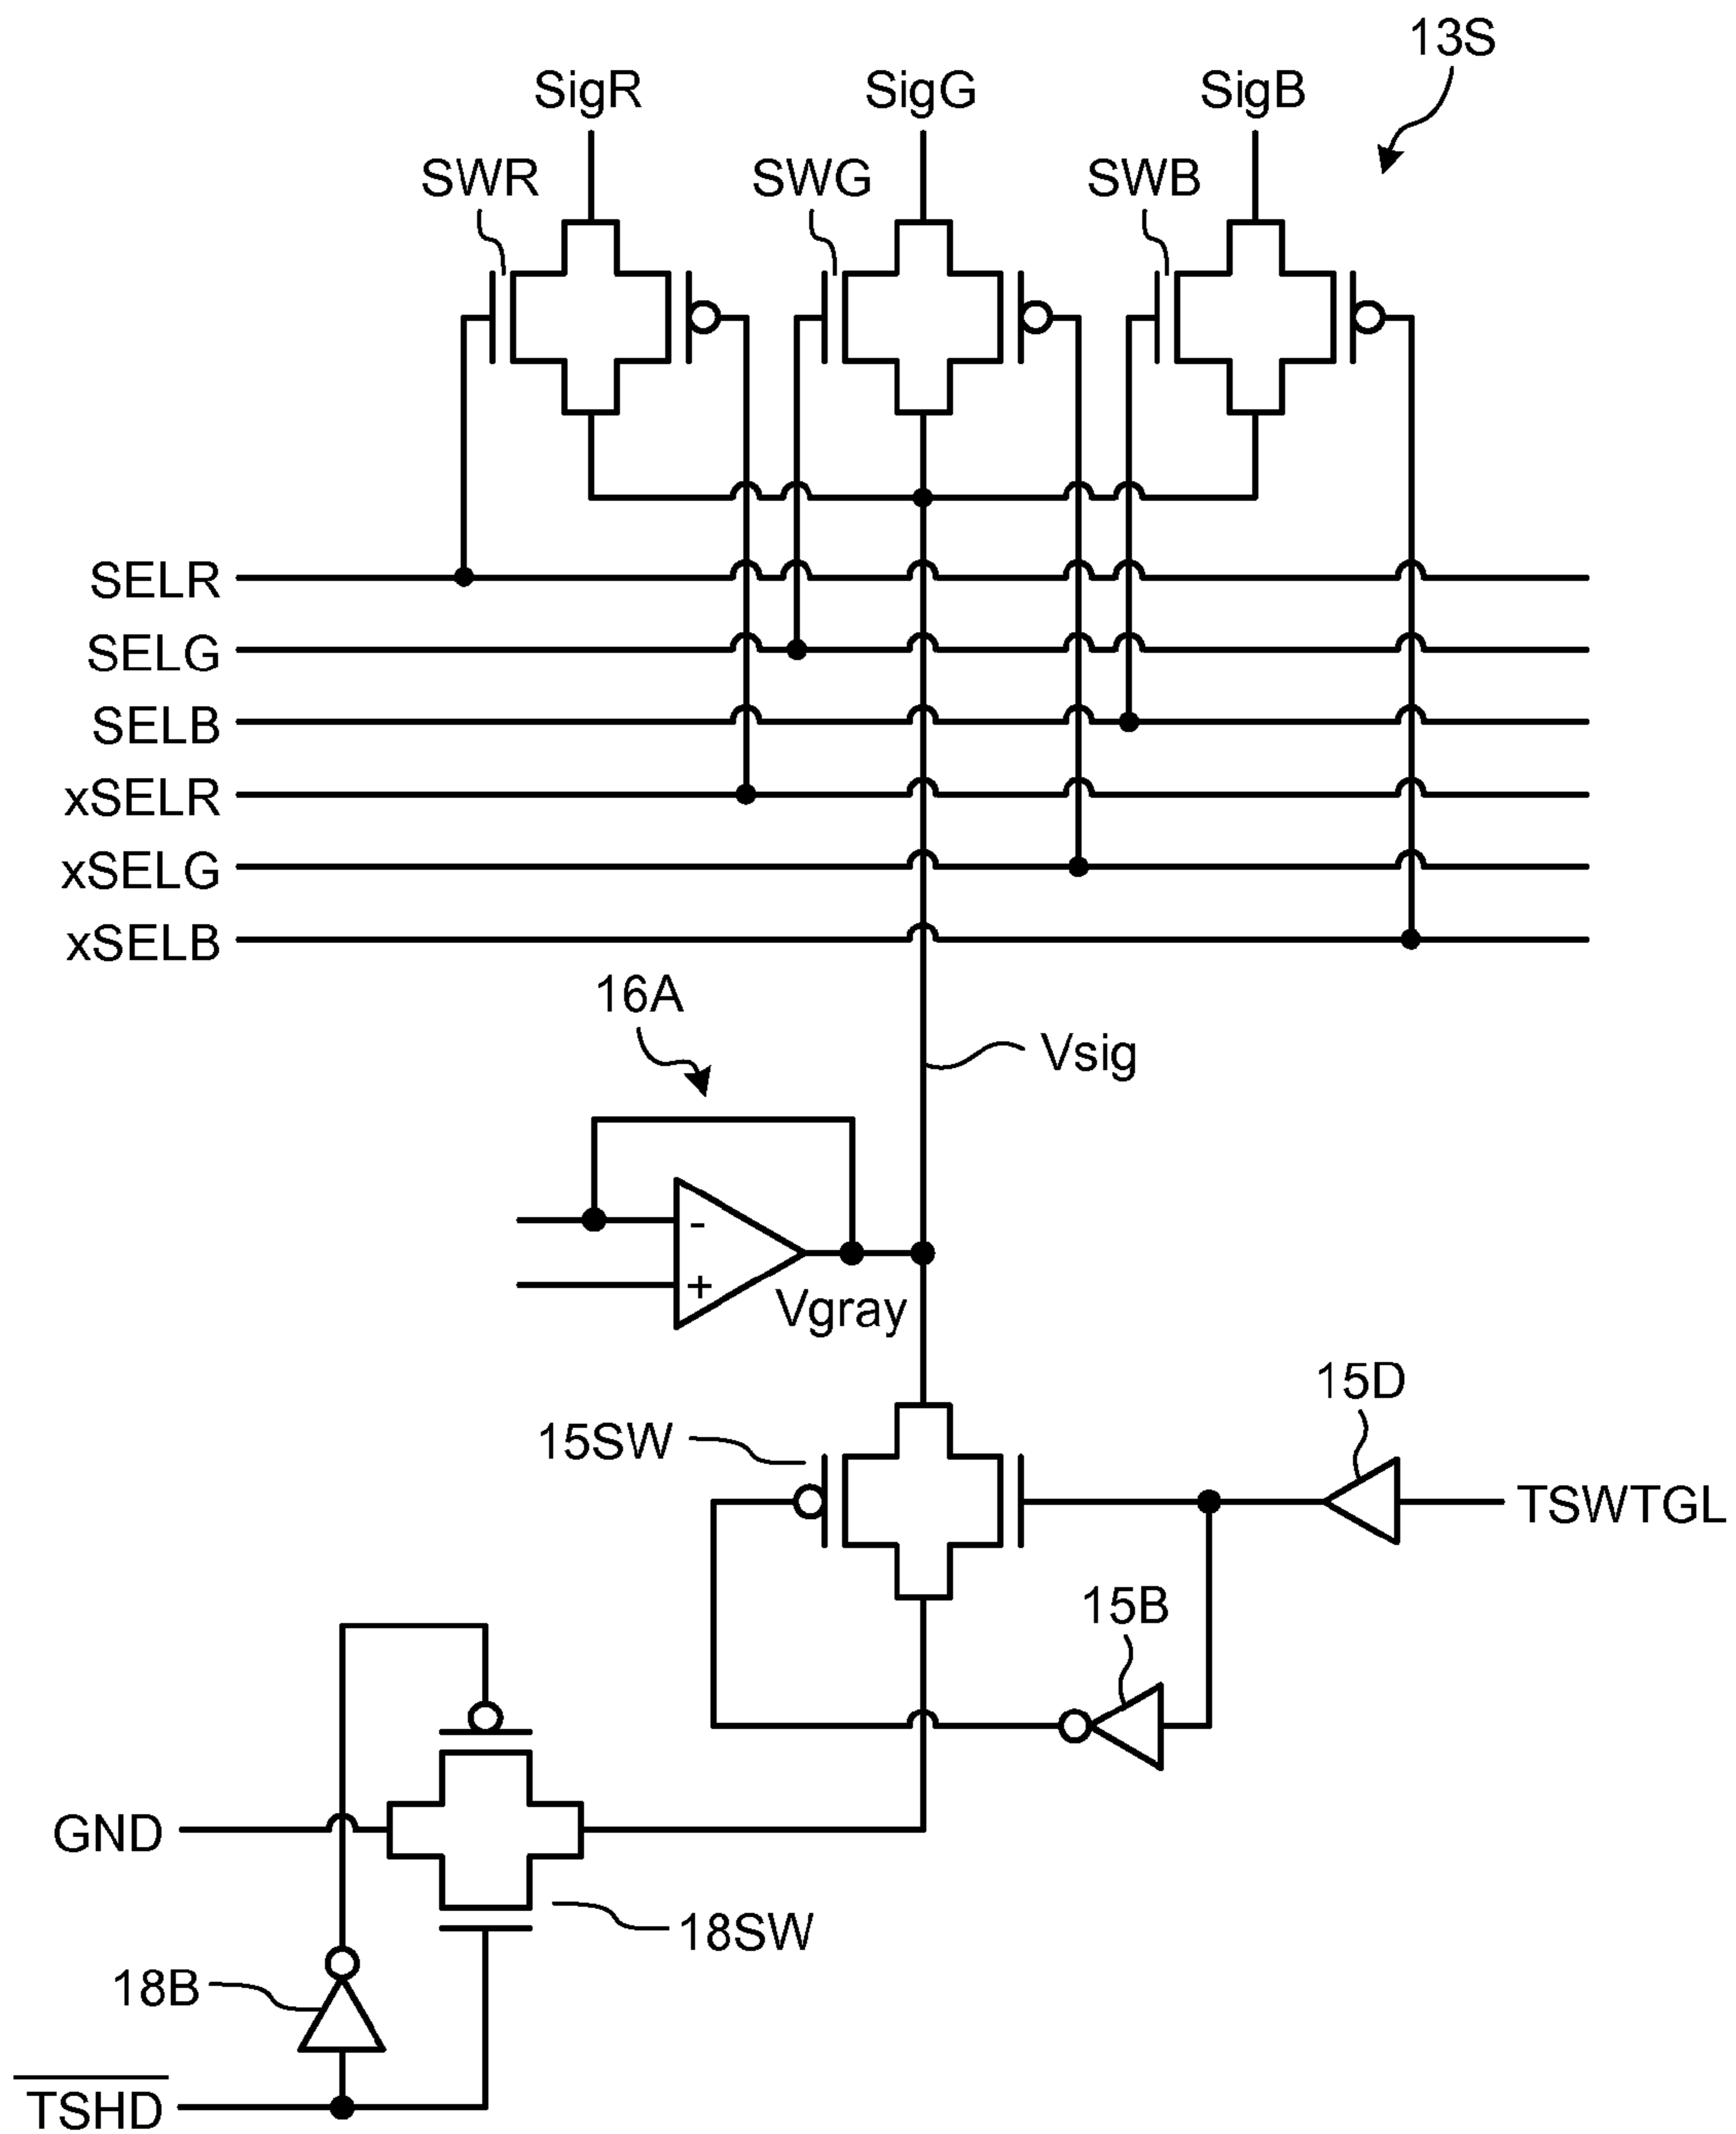 13S
SigR SigG SigB
SWR SWG SWB
SELR
SELG
SELB
xSELR
xSELG
xSELB
16A
Vsig
-
+
Vgray
15D
15SW
TSWTGL
15B
GND
18SW
18B
TSHD